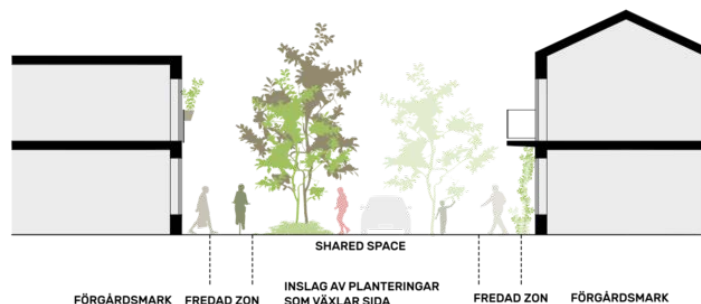 SHARED SPACE
FÖRGÅRDSMARK
FREDAD ZON
INSLAG AV PLANTERINGAR
SOM VÄXLAR SIDA
FREDAD ZON
FÖRGÅRDSMARK